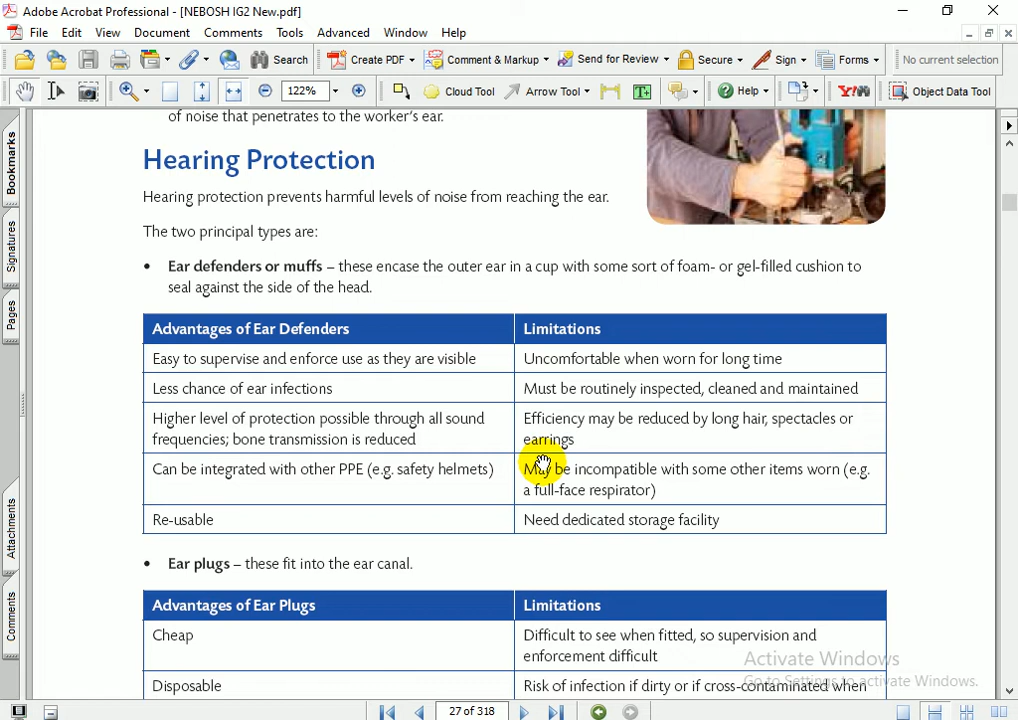 Adobe Acrobat Professional - [NEBOSH IG2 New.pdf]
File Edit View Document Comments Tools Advanced Window Help
Search Create PDF Comment & Markup Send for Review Secure Sign Forms No current selection
122% Cloud Tool Arrow Tool Help Y! Object Data Tool
Bookmarks
Signatures
Pages
Attachments
Comments
of noise that penetrates to the worker's ear.
Hearing Protection
Hearing protection prevents harmful levels of noise from reaching the ear.
The two principal types are:
• Ear defenders or muffs – these encase the outer ear in a cup with some sort of foam- or gel-filled cushion to
seal against the side of the head.
Advantages of Ear Defenders Limitations
Easy to supervise and enforce use as they are visible Uncomfortable when worn for long time
Less chance of ear infections Must be routinely inspected, cleaned and maintained
Higher level of protection possible through all sound Efficiency may be reduced by long hair, spectacles or
frequencies; bone transmission is reduced earrings
Can be integrated with other PPE (e.g. safety helmets) May be incompatible with some other items worn (e.g.
a full-face respirator)
Re-usable Need dedicated storage facility
• Ear plugs – these fit into the ear canal.
Advantages of Ear Plugs Limitations
Cheap Difficult to see when fitted, so supervision and
enforcement difficult
Disposable Risk of infection if dirty or if cross-contaminated when
Activate Windows
Go to Settings to activate Windows.
27 of 318